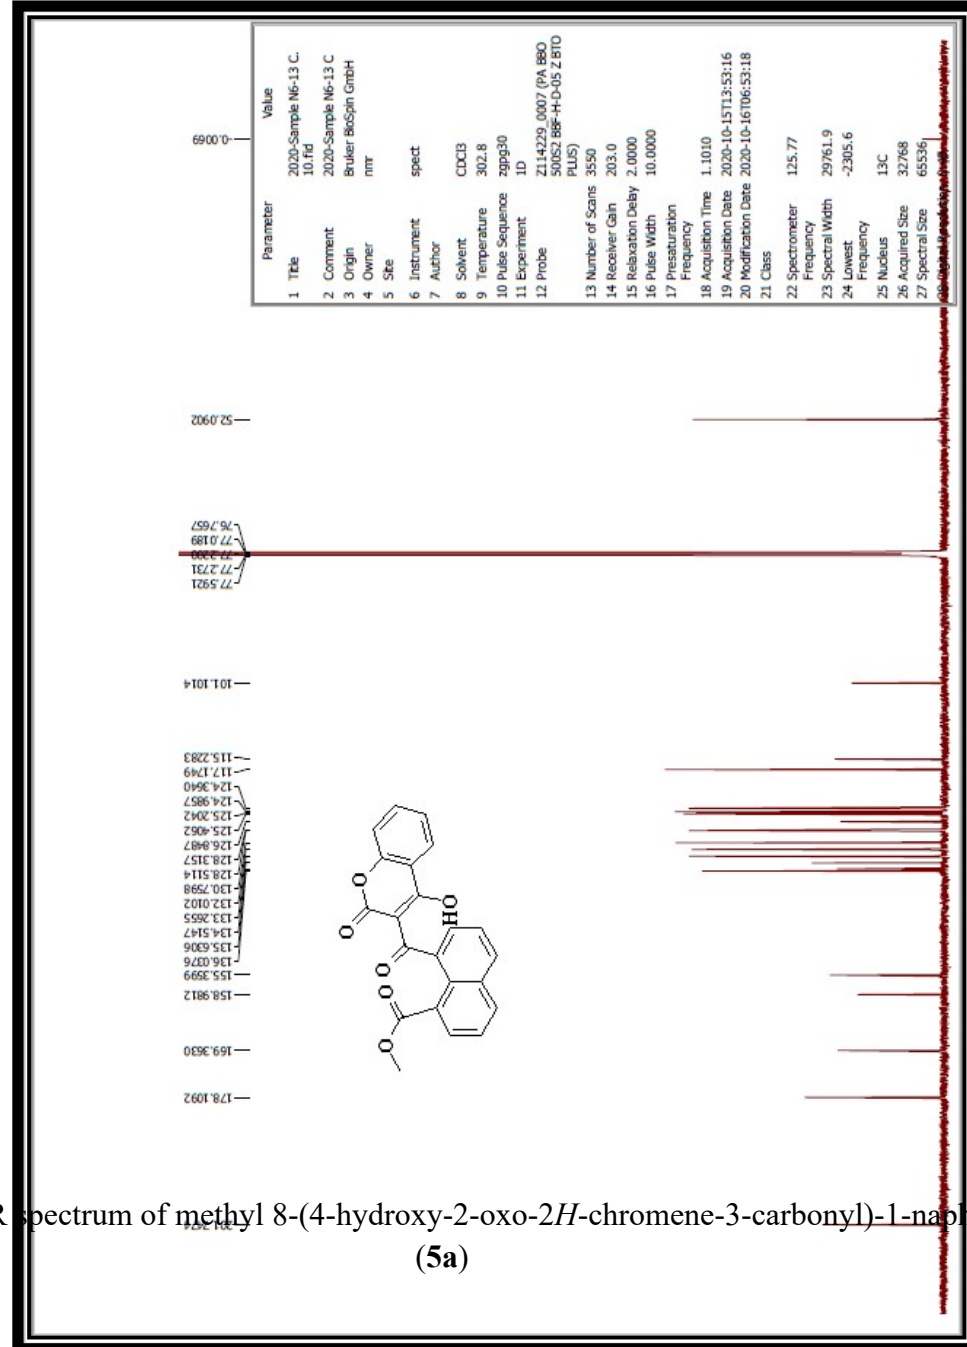 Parameter Value
1 Title 2020-Sample N6-13 C.
10.fid
2 Comment 2020-Sample N6-13 C
3 Origin Bruker BioSpin GmbH
4 Owner nmr
5 Site
6 Instrument spect
7 Author
8 Solvent CDCl3
9 Temperature 302.8
10 Pulse Sequence zgpg30
11 Experiment 1D
12 Probe Z114229_0007 (PA BBO
500S2 BBF-H-D-05 Z BTO
PLUS)
13 Number of Scans 3550
14 Receiver Gain 203.0
15 Relaxation Delay 2.0000
16 Pulse Width 10.0000
17 Presaturation
Frequency
18 Acquisition Time 1.1010
19 Acquisition Date 2020-10-15T13:53:16
20 Modification Date 2020-10-16T06:53:18
21 Class
22 Spectrometer 125.77
Frequency
23 Spectral Width 29761.9
24 Lowest -2305.6
Frequency
25 Nucleus 13C
26 Acquired Size 32768
27 Spectral Size 65536
-0.0069
52.0902
76.7657
77.0189
77.2200
77.2731
77.5921
101.1014
115.2283
117.1749
124.3640
124.9857
125.2042
125.4062
126.8487
128.3157
128.5114
130.7598
132.0102
133.2655
134.5147
135.6306
136.0376
155.3599
158.9812
169.3630
178.1092
O
O
HO
O
O
O
R spectrum of methyl 8-(4-hydroxy-2-oxo-2H-chromene-3-carbonyl)-1-naph
(5a)